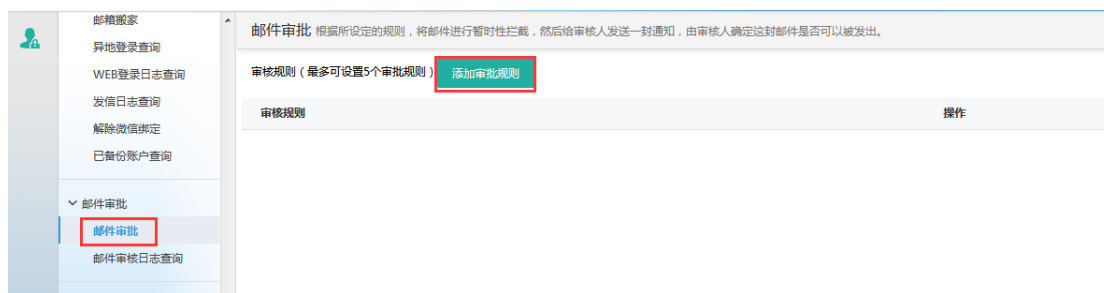 邮箱搬家
异地登录查询
WEB登录日志查询
发信日志查询
解除微信绑定
已备份账户查询
邮件审批
邮件审批
邮件审核日志查询
邮件审批 根据所设定的规则，将邮件进行暂时性拦截，然后给审核人发送一封通知，由审核人确定这封邮件是否可以被发出。
审核规则（最多可设置5个审批规则） 添加审批规则
审核规则 操作